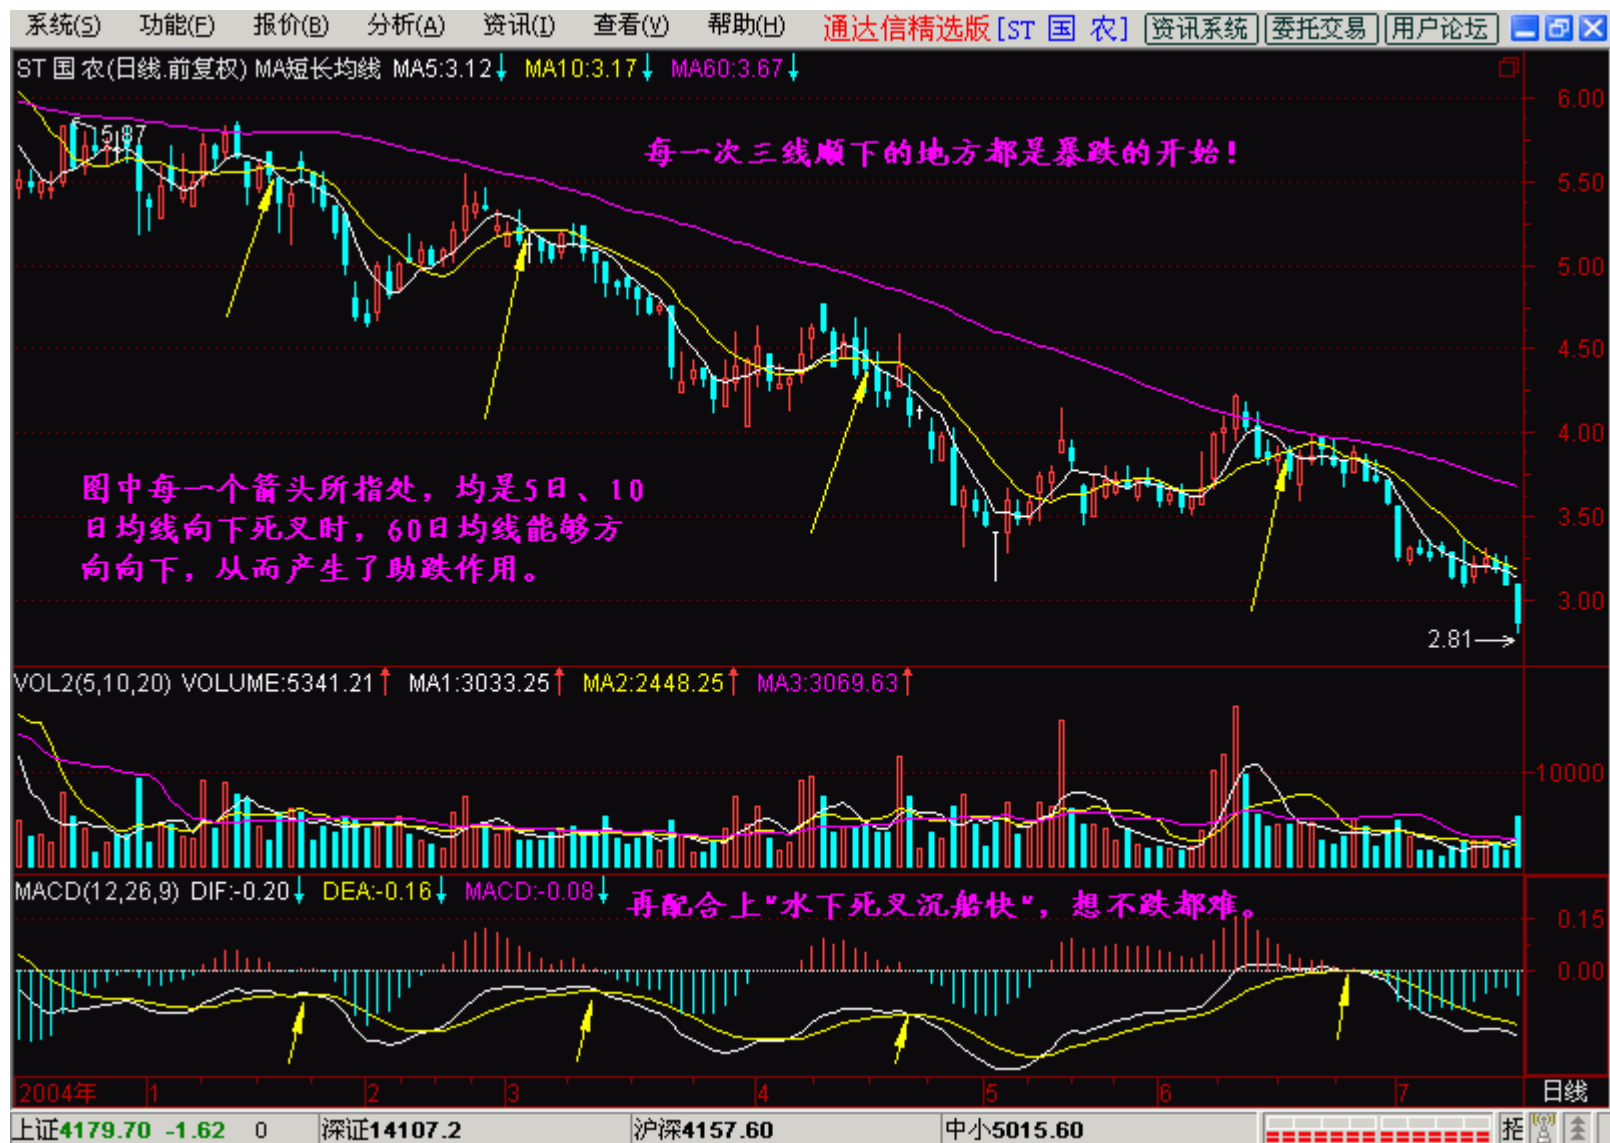 系统(S) 功能(F) 报价(B) 分析(A) 资讯(I) 查看(V) 帮助(H) 通达信精选版 [ST 国 农] 资讯系统 委托交易 用户论坛
ST 国 农(日线.前复权) MA短长均线 MA5:3.12↓ MA10:3.17↓ MA60:3.67↓
6.00
5.87
每一次三线顺下的地方都是暴跌的开始!
5.50
5.00
4.50
4.00
图中每一个箭头所指处，均是5日、10
日均线向下死叉时，60日均线能够方
向向下，从而产生了助跌作用。
3.50
3.00
2.81
VOL2(5,10,20) VOLUME:5341.21↑ MA1:3033.25↑ MA2:2448.25↑ MA3:3069.63↑
10000
MACD(12,26,9) DIF:-0.20↓ DEA:-0.16↓ MACD:-0.08↓
再配合上"水下死叉沉船快"，想不跌都难。
0.15
0.00
2004年 1 2 3 4 5 6 7 日线
上证4179.70 -1.62 0 深证14107.2 沪深4157.60 中小5015.60 招